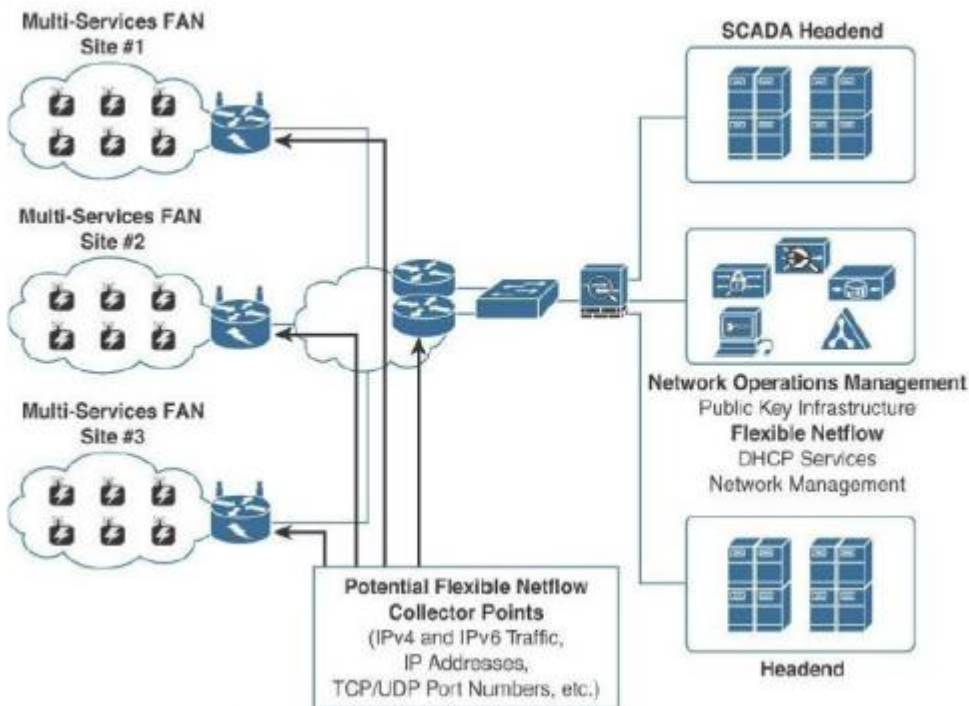 Multi-Services FAN
Site #1
SCADA Headend
Multi-Services FAN
Site #2
Network Operations Management
Public Key Infrastructure
Flexible Netflow
DHCP Services
Network Management
Multi-Services FAN
Site #3
Potential Flexible Netflow
Collector Points
(IPv4 and IPv6 Traffic,
IP Addresses,
TCP/UDP Port Numbers, etc.)
Headend